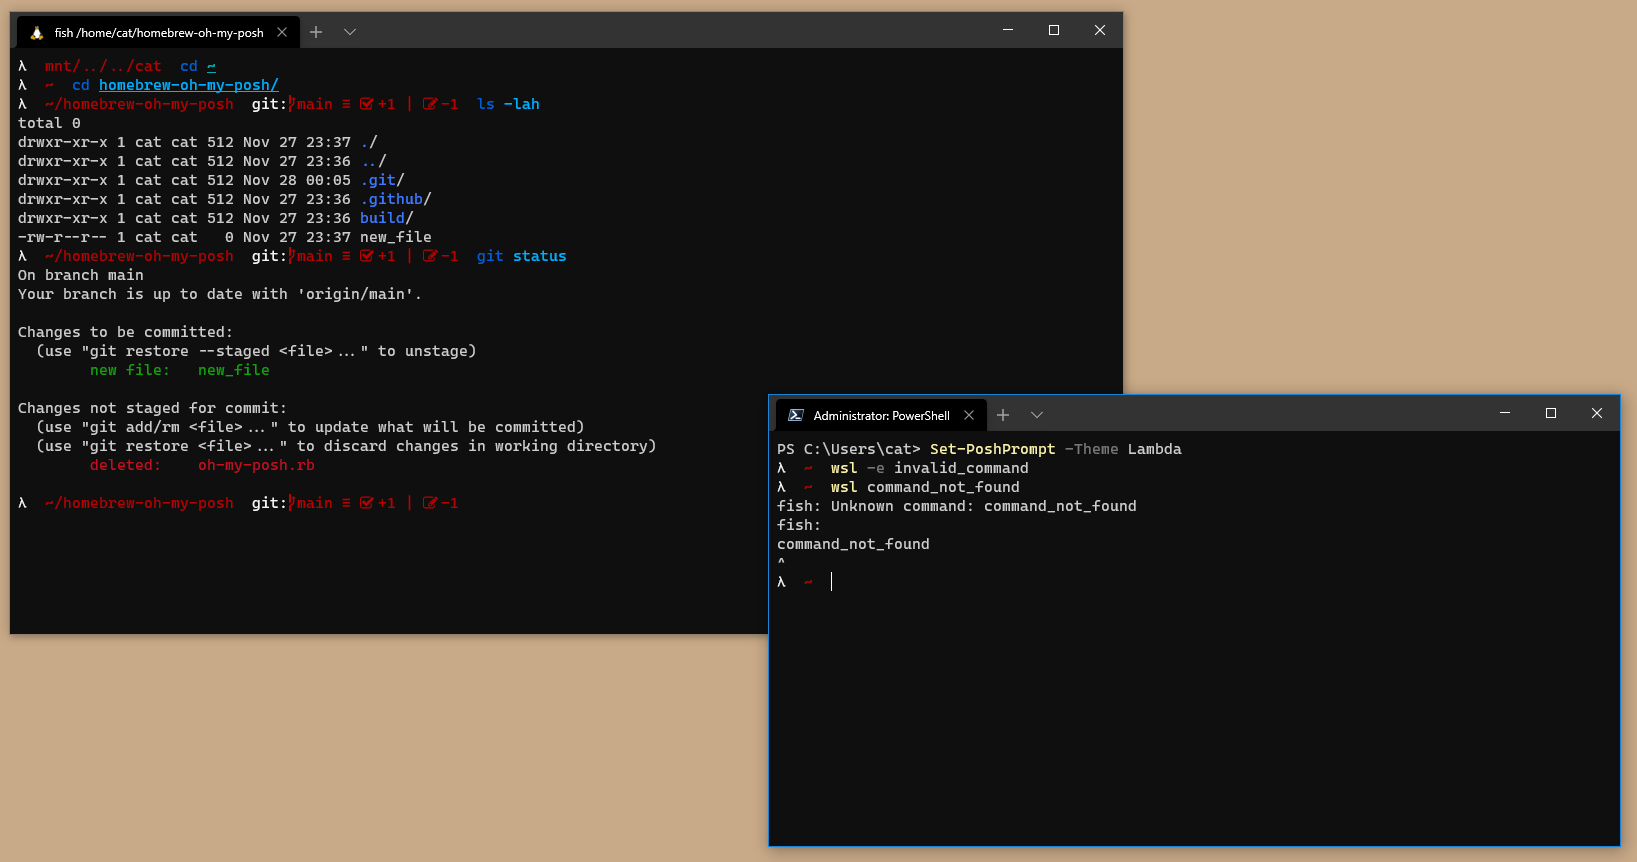 fish /home/cat/homebrew-oh-my-posh
λ  mnt/../../cat  cd ~
λ  ~  cd homebrew-oh-my-posh/
λ  ~/homebrew-oh-my-posh  git:main ≡ +1 | -1  ls -lah
total 0
drwxr-xr-x 1 cat cat 512 Nov 27 23:37 ./
drwxr-xr-x 1 cat cat 512 Nov 27 23:36 ../
drwxr-xr-x 1 cat cat 512 Nov 28 00:05 .git/
drwxr-xr-x 1 cat cat 512 Nov 27 23:36 .github/
drwxr-xr-x 1 cat cat 512 Nov 27 23:36 build/
-rw-r--r-- 1 cat cat   0 Nov 27 23:37 new_file
λ  ~/homebrew-oh-my-posh  git:main ≡ +1 | -1  git status
On branch main
Your branch is up to date with 'origin/main'.
Changes to be committed:
  (use "git restore --staged <file>..." to unstage)
        new file:   new_file
Changes not staged for commit:
  (use "git add/rm <file>..." to update what will be committed)
  (use "git restore <file>..." to discard changes in working directory)
        deleted:    oh-my-posh.rb
λ  ~/homebrew-oh-my-posh  git:main ≡ +1 | -1
Administrator: PowerShell
PS C:\Users\cat> Set-PoshPrompt -Theme Lambda
λ  ~  wsl -e invalid_command
λ  ~  wsl command_not_found
fish: Unknown command: command_not_found
fish:
command_not_found
^
λ  ~